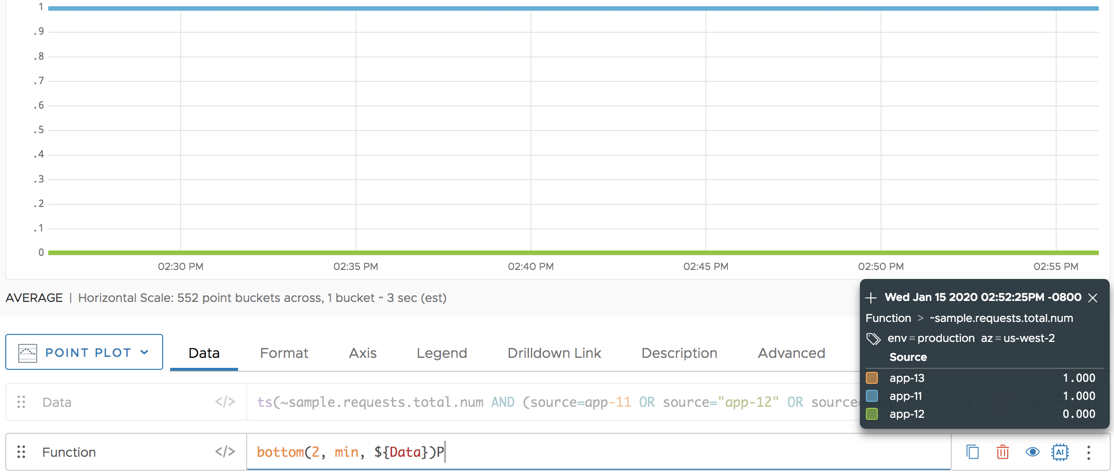 1
.9
.8
.7
.6
.5
.4
.3
.2
.1
0
02:30 PM 02:35 PM 02:40 PM 02:45 PM 02:50 PM 02:55 PM
AVERAGE | Horizontal Scale: 552 point buckets across, 1 bucket ~ 3 sec (est)
Wed Jan 15 2020 02:52:25PM -0800
Function > ~sample.requests.total.num
env = production az = us-west-2
Source
app-13 1.000
app-11 1.000
app-12 0.000
POINT PLOT Data Format Axis Legend Drilldown Link Description Advanced
Data </> ts(~sample.requests.total.num AND (source=app-11 OR source="app-12" OR sourc
Function </> bottom(2, min, ${Data})P
AI